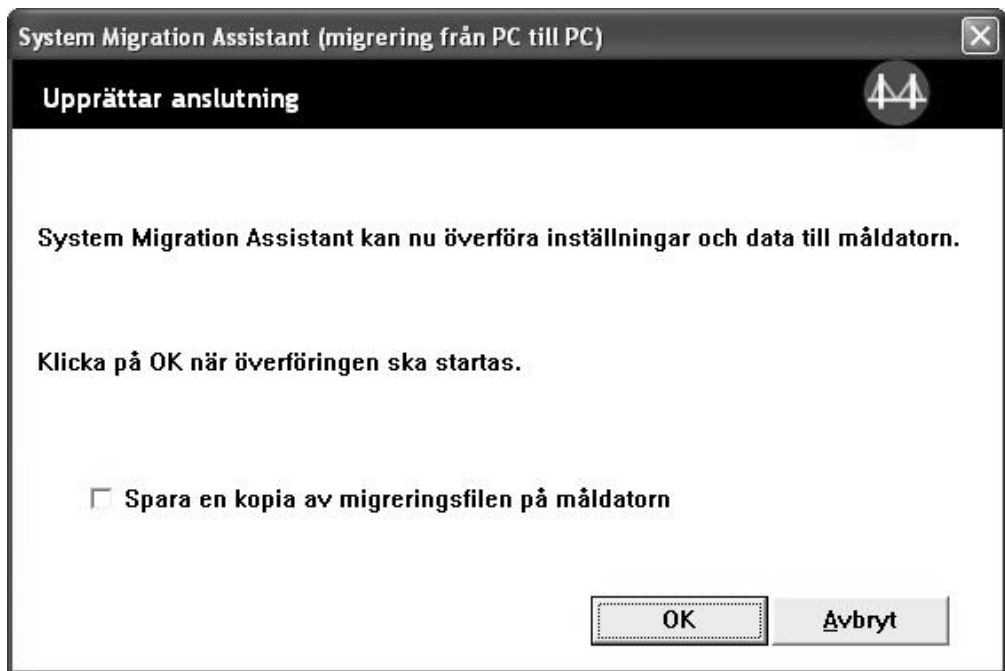 System Migration Assistant (migrering från PC till PC)
Upprättar anslutning
System Migration Assistant kan nu överföra inställningar och data till måldatorn.
Klicka på OK när överföringen ska startas.
Spara en kopia av migreringsfilen på måldatorn
OK
Avbryt